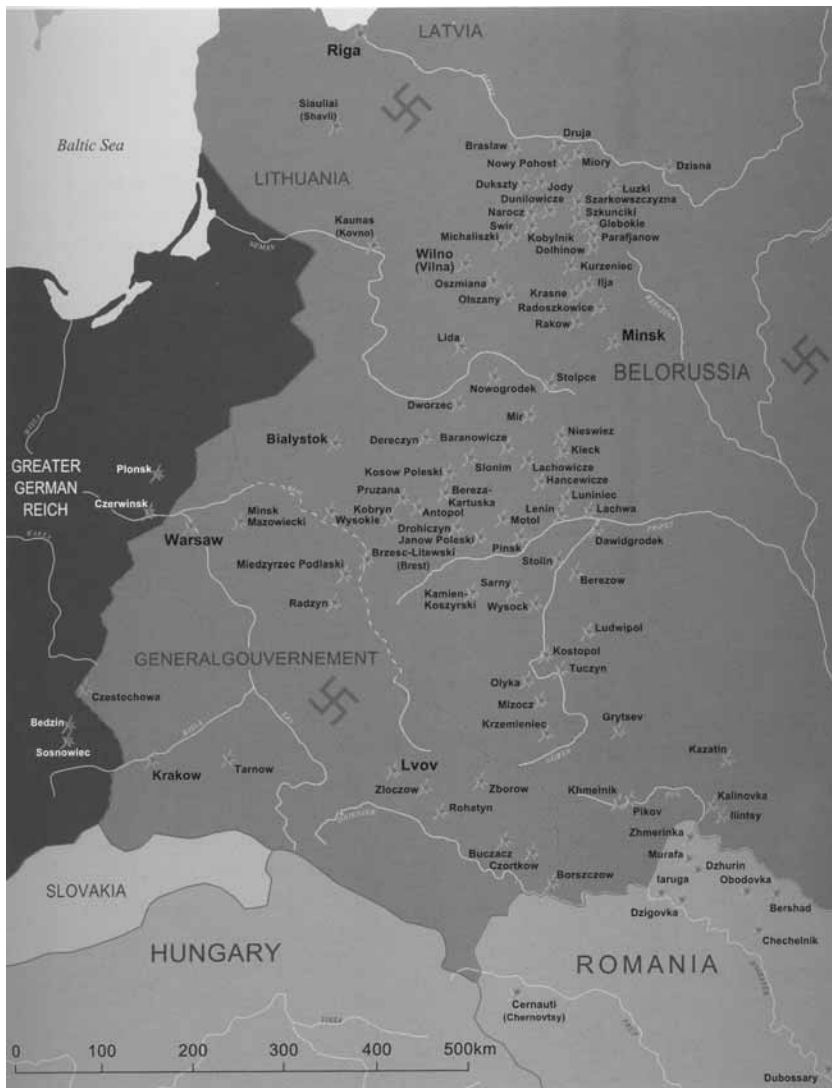 LATVIA
Riga
Siauliai
(Shavli)
Baltic Sea
Druja
Braslaw
Nowy Pohost
Miory
Dzisna
LITHUANIA
Dukszty
Jody
Luzki
Dunilowicze
Szarkowszczyzna
Kaunas
(Kovno)
Narocz
Szkunciki
Swir
Glebokie
NEMAN
Michaliszki
Kobylnik
Parafjanow
Dolhinow
Wilno
(Vilna)
Kurzeniec
Oszmiana
Krasne
Ilja
Olszany
Radoszkowice
Rakow
Lida
Minsk
BELORUSSIA
Nowogrodek
Stolpce
Dworzec
Mir
Bialystok
Dereczyn
Baranowicze
Nieswiez
Kleck
GREATER
GERMAN
REICH
Plonsk
Kosow Poleski
Slonim
Lachowicze
Hancewicze
Pruzana
Bereza-
Kartuska
Luniniec
Czerwinsk
Minsk
Mazowiecki
Kobryn
Antopol
Lenin
Lachwa
Wysokie
Motol
Warsaw
Drohiczyn
Janow Poleski
Pinsk
Dawidgrodek
Brzesc-Litewski
(Brest)
Stolin
Miedzyrzec Podlaski
Berezow
Radzyn
Kamien-
Koszyrski
Sarny
Wysock
Ludwipol
GENERALGOUVERNEMENT
Kostopol
Tuczyn
Czestochowa
Olyka
Mizocz
Bedzin
Krzemieniec
Grytsev
Sosnowiec
Kazatin
Krakow
Tarnow
Lvov
Zloczow
Zborow
Khmelnik
Kalinovka
Rohatyn
Pikov
Ilintsy
Zhmerinka
Buczacz
Czortkow
Murafa
Dzhurin
SLOVAKIA
Borszczow
Iaruga
Obodovka
Dzigovka
Bershad
HUNGARY
ROMANIA
Chechelnik
Cernauti
(Chernovtsy)
0 100 200 300 400 500km
Dubossary